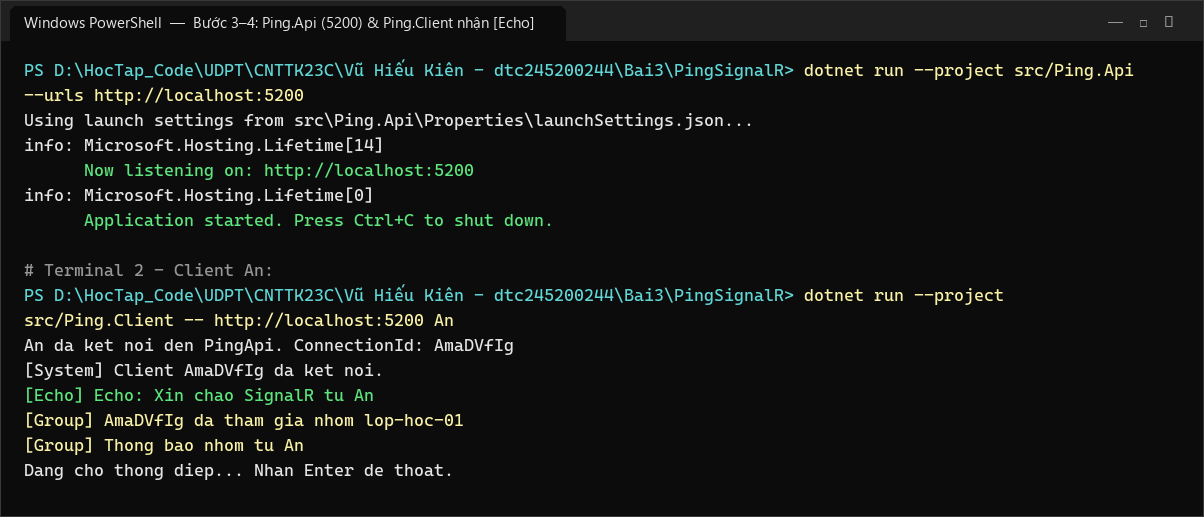 Windows PowerShell — Bước 3–4: Ping.Api (5200) & Ping.Client nhận [Echo]
PS D:\HocTap_Code\UDPT\CNTTK23C\Vũ Hiếu Kiên - dtc245200244\Bai3\PingSignalR> dotnet run --project src/Ping.Api
--urls http://localhost:5200
Using launch settings from src\Ping.Api\Properties\launchSettings.json...
info: Microsoft.Hosting.Lifetime[14]
Now listening on: http://localhost:5200
info: Microsoft.Hosting.Lifetime[0]
Application started. Press Ctrl+C to shut down.
# Terminal 2 - Client An:
PS D:\HocTap_Code\UDPT\CNTTK23C\Vũ Hiếu Kiên - dtc245200244\Bai3\PingSignalR> dotnet run --project
src/Ping.Client -- http://localhost:5200 An
An da ket noi den PingApi. ConnectionId: AmaDVfIg
[System] Client AmaDVfIg da ket noi.
[Echo] Echo: Xin chao SignalR tu An
[Group] AmaDVfIg da tham gia nhom lop-hoc-01
[Group] Thong bao nhom tu An
Dang cho thong diep... Nhan Enter de thoat.